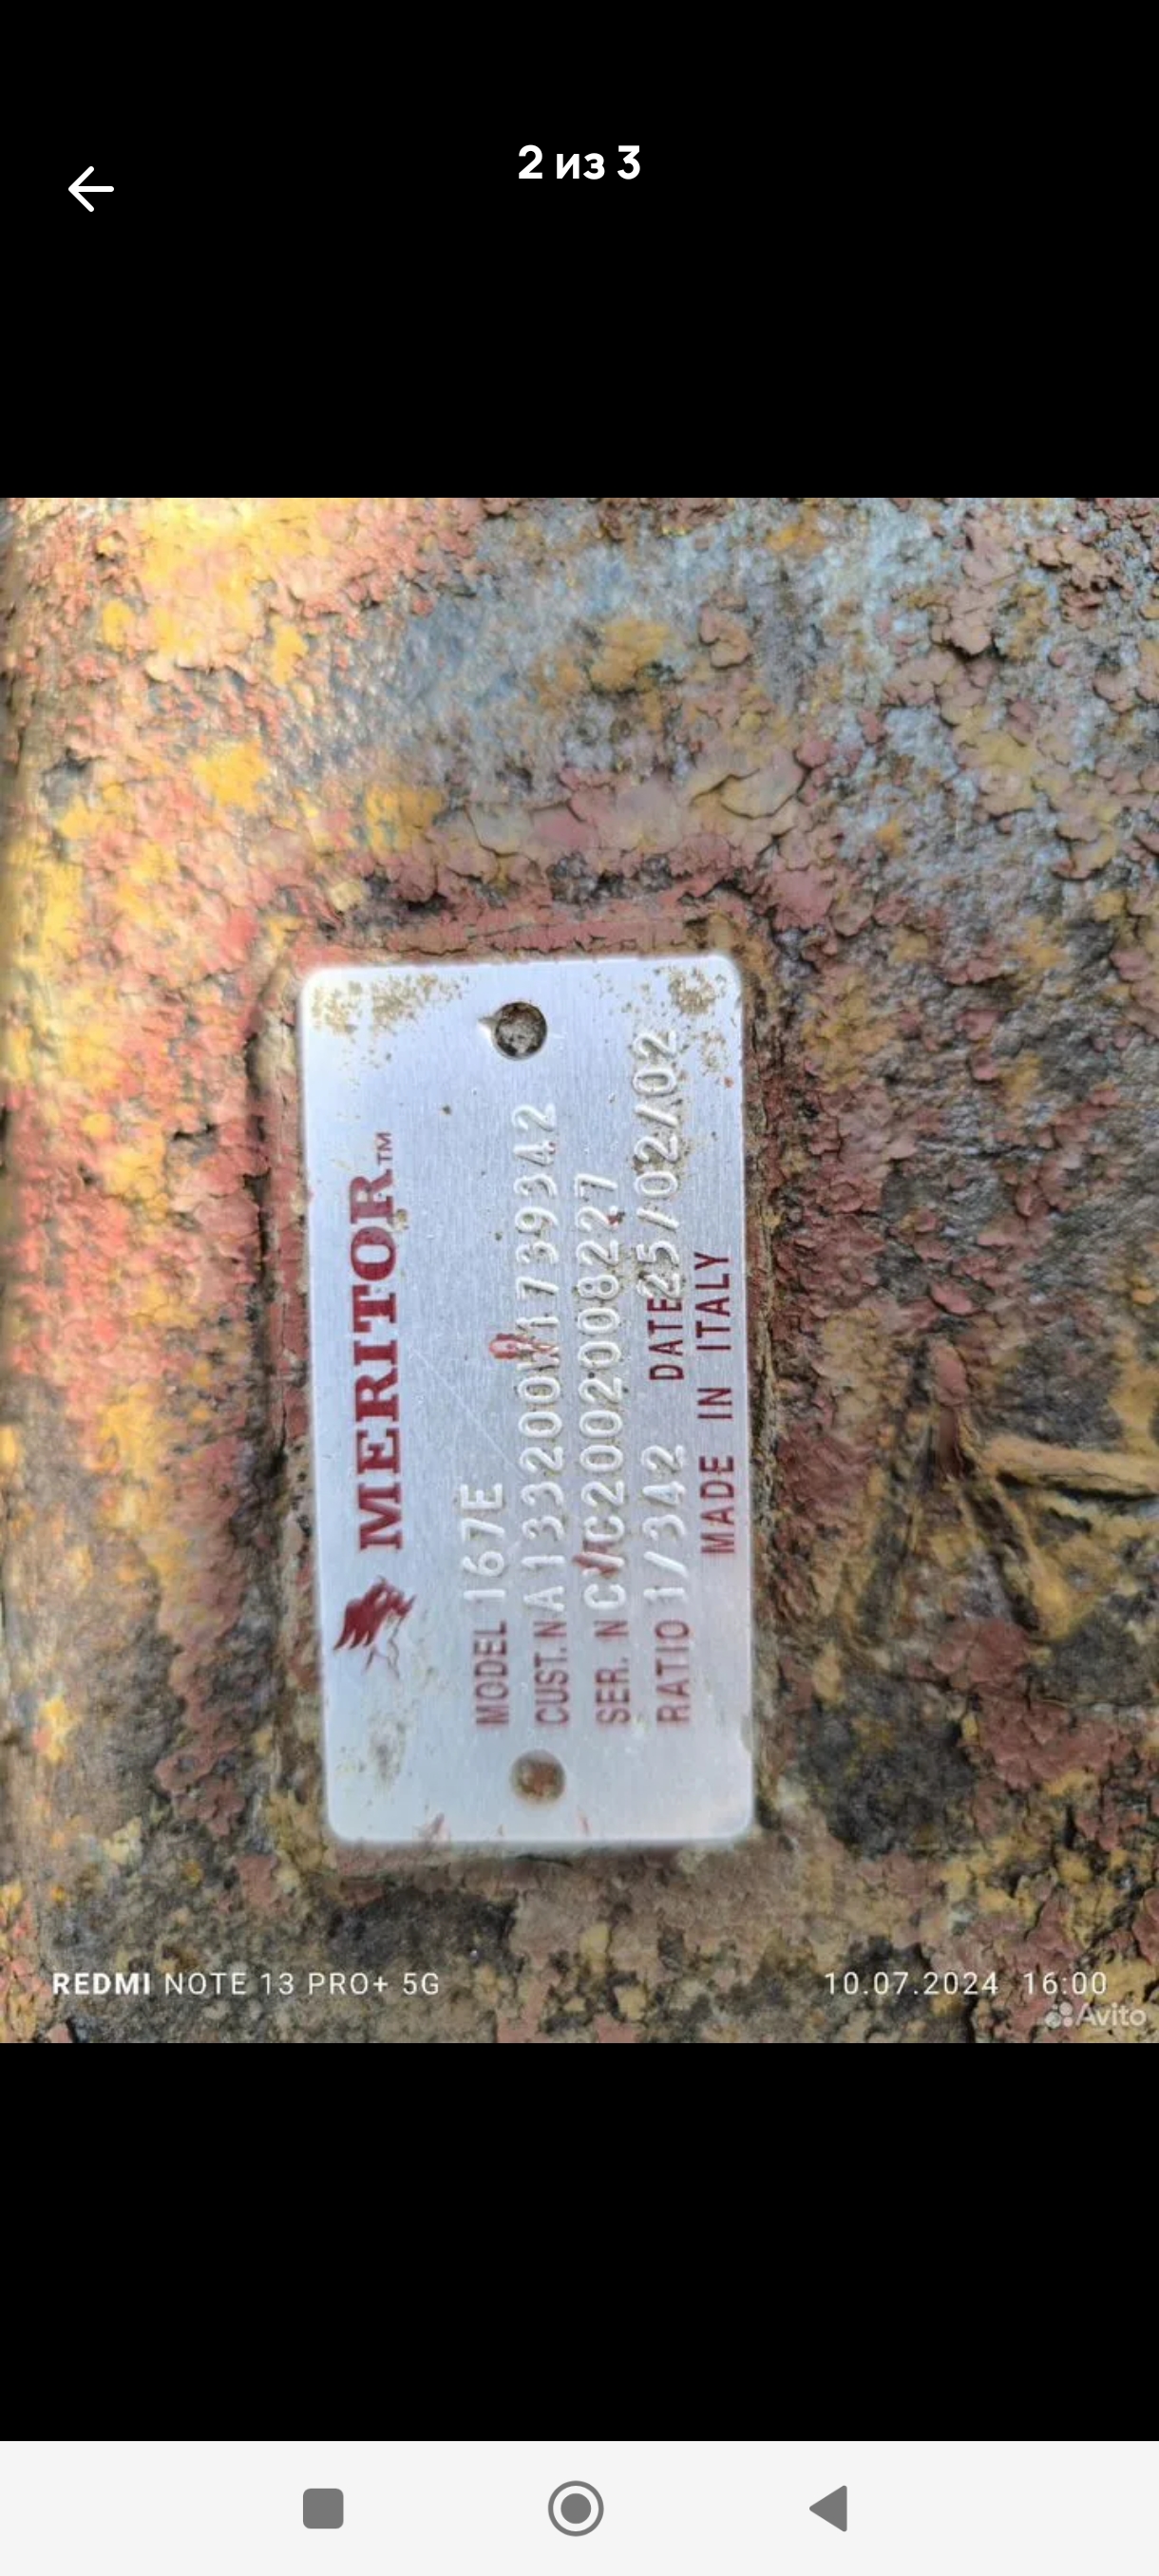 2 из 3
MERITOR™
MODEL 167E
CUST. N A133200W1739342
SER. N C/C2002008227
RATIO 1/342 DATE 25/02/02
MADE IN ITALY
REDMI NOTE 13 PRO+ 5G
10.07.2024 16:00
Avito